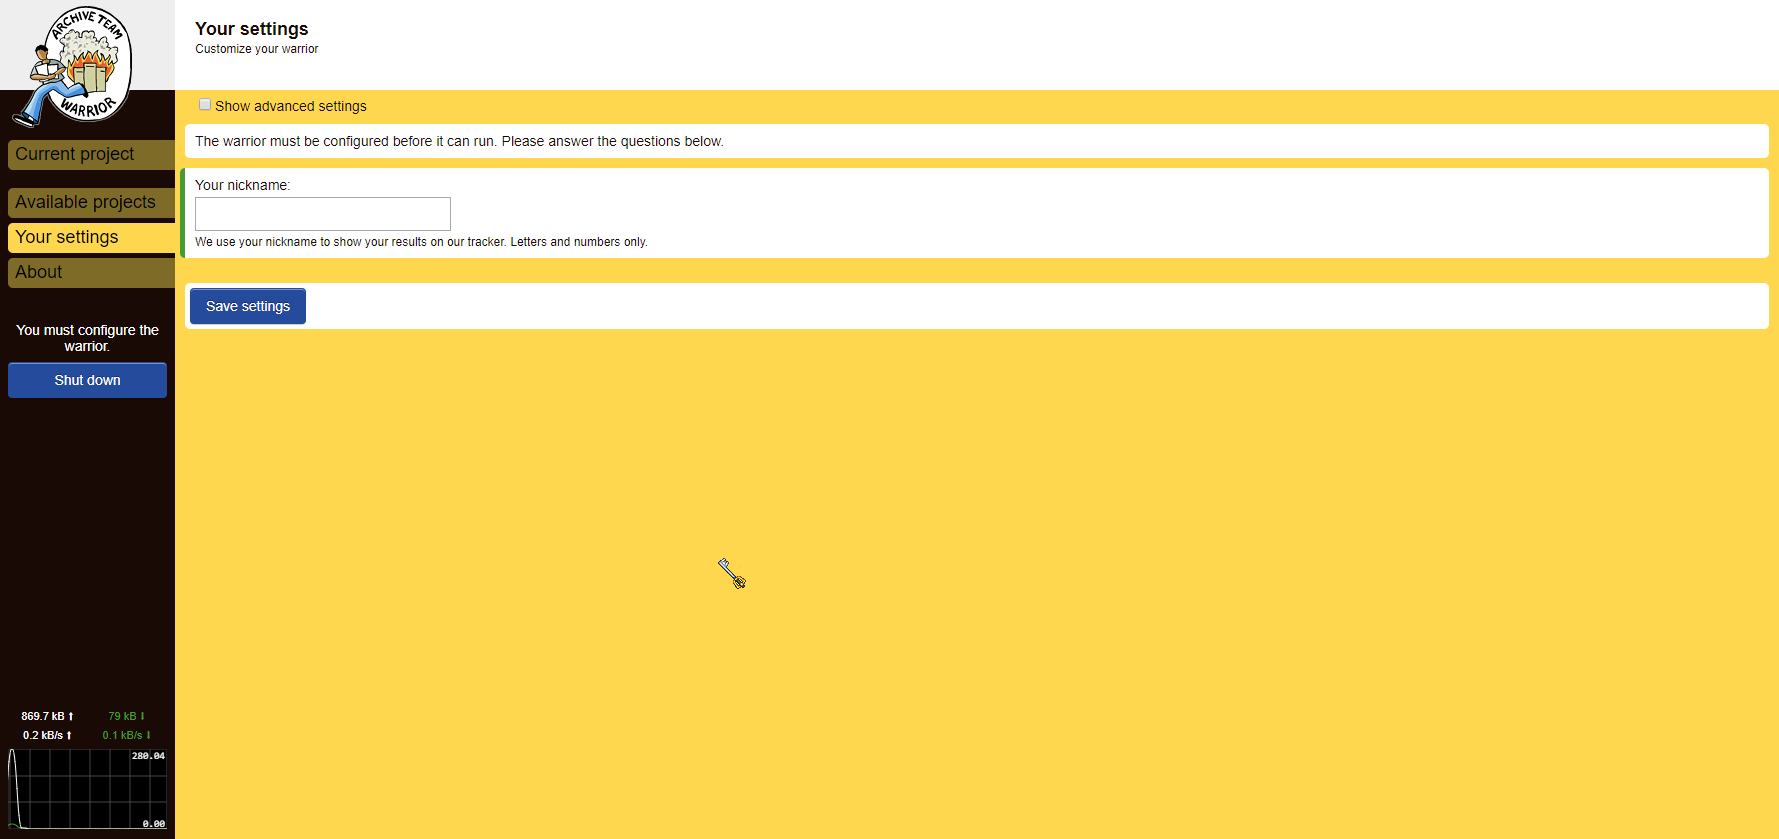 ARCHIVE TEAM
WARRIOR
Current project
Available projects
Your settings
About
You must configure the
warrior.
Shut down
869.7 kB ⬆ 79 kB ⬇
0.2 kB/s ⬆ 0.1 kB/s ⬇
280.04
0.00
Your settings
Customize your warrior
Show advanced settings
The warrior must be configured before it can run. Please answer the questions below.
Your nickname:
We use your nickname to show your results on our tracker. Letters and numbers only.
Save settings